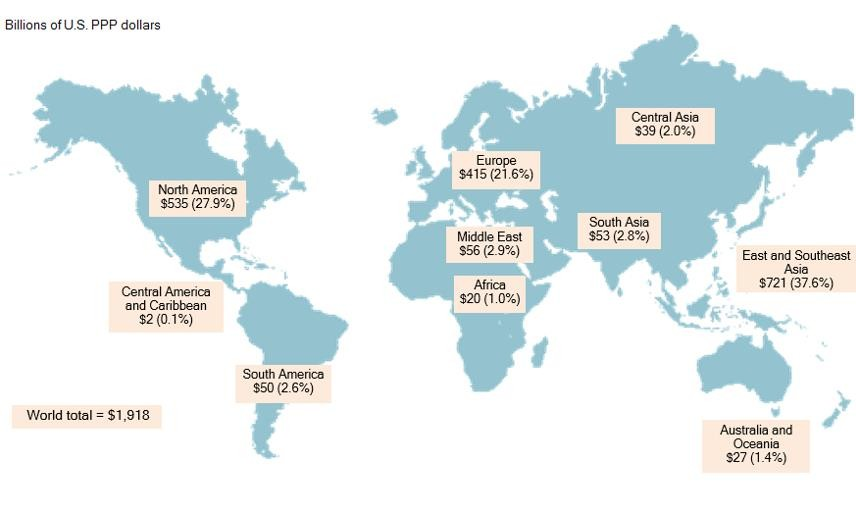 Billions of U.S. PPP dollars
Central Asia
$39 (2.0%)
Europe
$415 (21.6%)
North America
$535 (27.9%)
South Asia
$53 (2.8%)
Middle East
$56 (2.9%)
East and Southeast
Asia
$721 (37.6%)
Africa
$20 (1.0%)
Central America
and Caribbean
$2 (0.1%)
South America
$50 (2.6%)
World total = $1,918
Australia and
Oceania
$27 (1.4%)